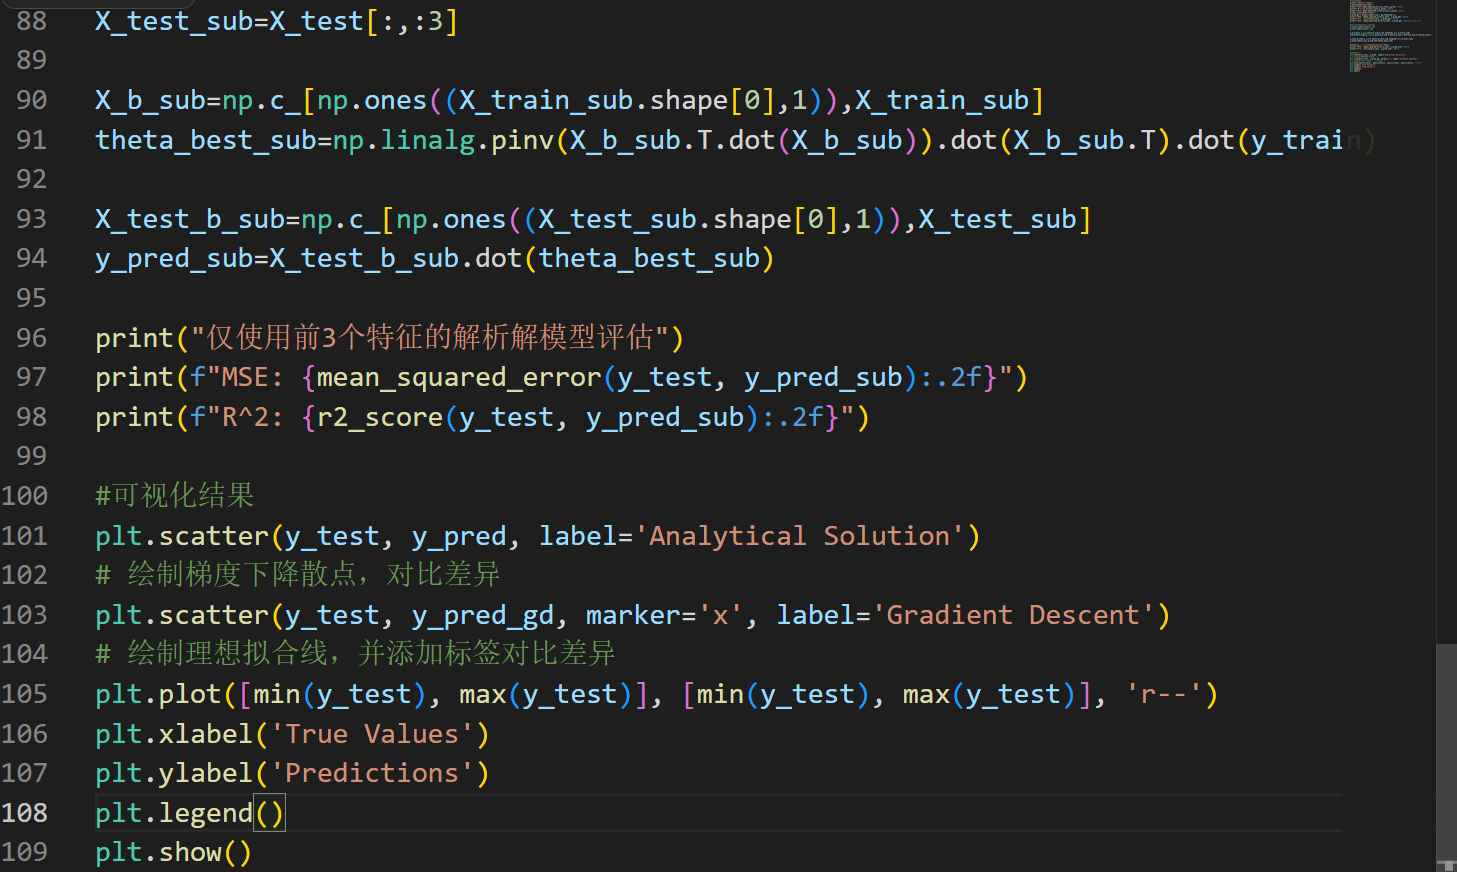 88 X_test_sub=X_test[:,:3]
89
90 X_b_sub=np.c_[np.ones((X_train_sub.shape[0],1)),X_train_sub]
91 theta_best_sub=np.linalg.pinv(X_b_sub.T.dot(X_b_sub)).dot(X_b_sub.T).dot(y_train)
92
93 X_test_b_sub=np.c_[np.ones((X_test_sub.shape[0],1)),X_test_sub]
94 y_pred_sub=X_test_b_sub.dot(theta_best_sub)
95
96 print("仅使用前3个特征的解析解模型评估")
97 print(f"MSE: {mean_squared_error(y_test, y_pred_sub):.2f}")
98 print(f"R^2: {r2_score(y_test, y_pred_sub):.2f}")
99
100 #可视化结果
101 plt.scatter(y_test, y_pred, label='Analytical Solution')
102 # 绘制梯度下降散点，对比差异
103 plt.scatter(y_test, y_pred_gd, marker='x', label='Gradient Descent')
104 # 绘制理想拟合线，并添加标签对比差异
105 plt.plot([min(y_test), max(y_test)], [min(y_test), max(y_test)], 'r--')
106 plt.xlabel('True Values')
107 plt.ylabel('Predictions')
108 plt.legend()
109 plt.show()